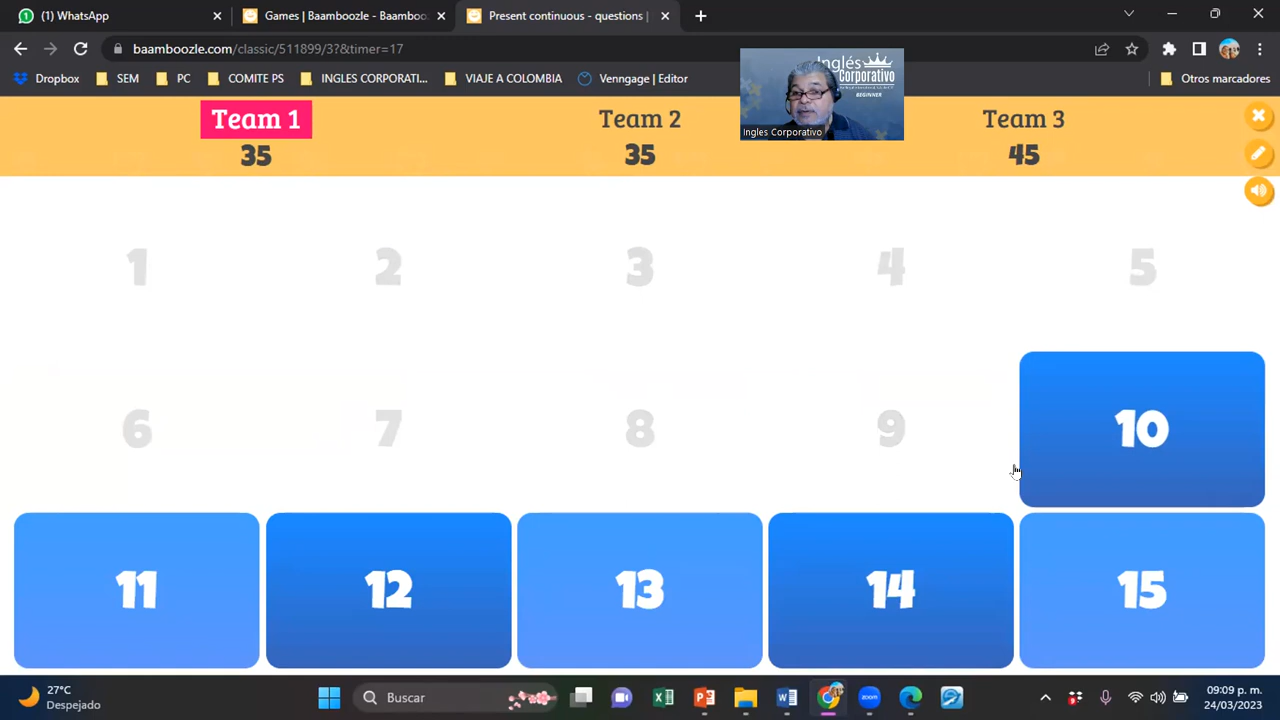 (1) WhatsApp
Games | Baamboozle - Baamboo
Present continuous - questions |
baamboozle.com/classic/511899/3?&timer=17
Dropbox
SEM
PC
COMITE PS
INGLES CORPORATI...
VIAJE A COLOMBIA
Venngage | Editor
Otros marcadores
Inglés
Corporativo
BEGINNER
Ingles Corporativo
Team 1
35
Team 2
35
Team 3
45
1
2
3
4
5
6
7
8
9
10
11
12
13
14
15
27°C
Despejado
Buscar
zoom
09:09 p. m.
24/03/2023